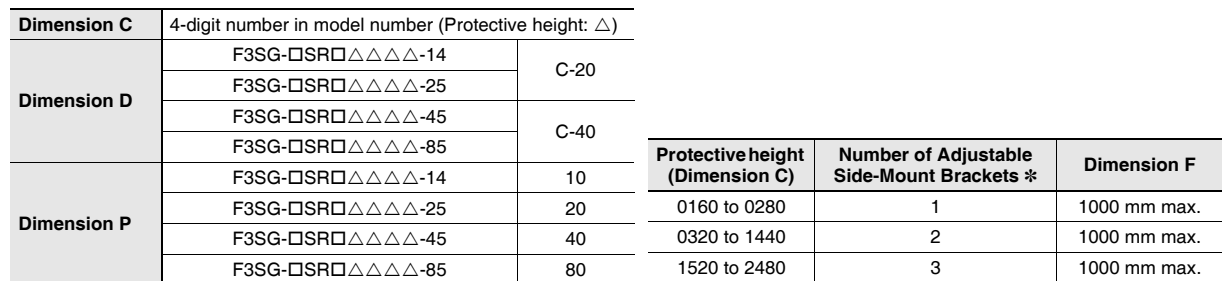 Dimension C 4-digit number in model number (Protective height: △)
Dimension D F3SG-□SR□△△△△-14 C-20
F3SG-□SR□△△△△-25
F3SG-□SR□△△△△-45 C-40
F3SG-□SR□△△△△-85
Dimension P F3SG-□SR□△△△△-14 10
F3SG-□SR□△△△△-25 20
F3SG-□SR□△△△△-45 40
F3SG-□SR□△△△△-85 80
Protective height
(Dimension C)
Number of Adjustable
Side-Mount Brackets *
Dimension F
0160 to 0280 1 1000 mm max.
0320 to 1440 2 1000 mm max.
1520 to 2480 3 1000 mm max.